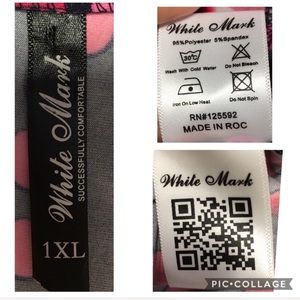 White Mark
SUCCESSFULLY COMFORTABLE
1XL
White Mark
95%Polyester 5%Spandex
30°C
Wash With Cold Water
Do Not Bleach
Iron On Low Heat
Do Not Spin
RN#125592
MADE IN ROC
White Mark
PIC•COLLAGE